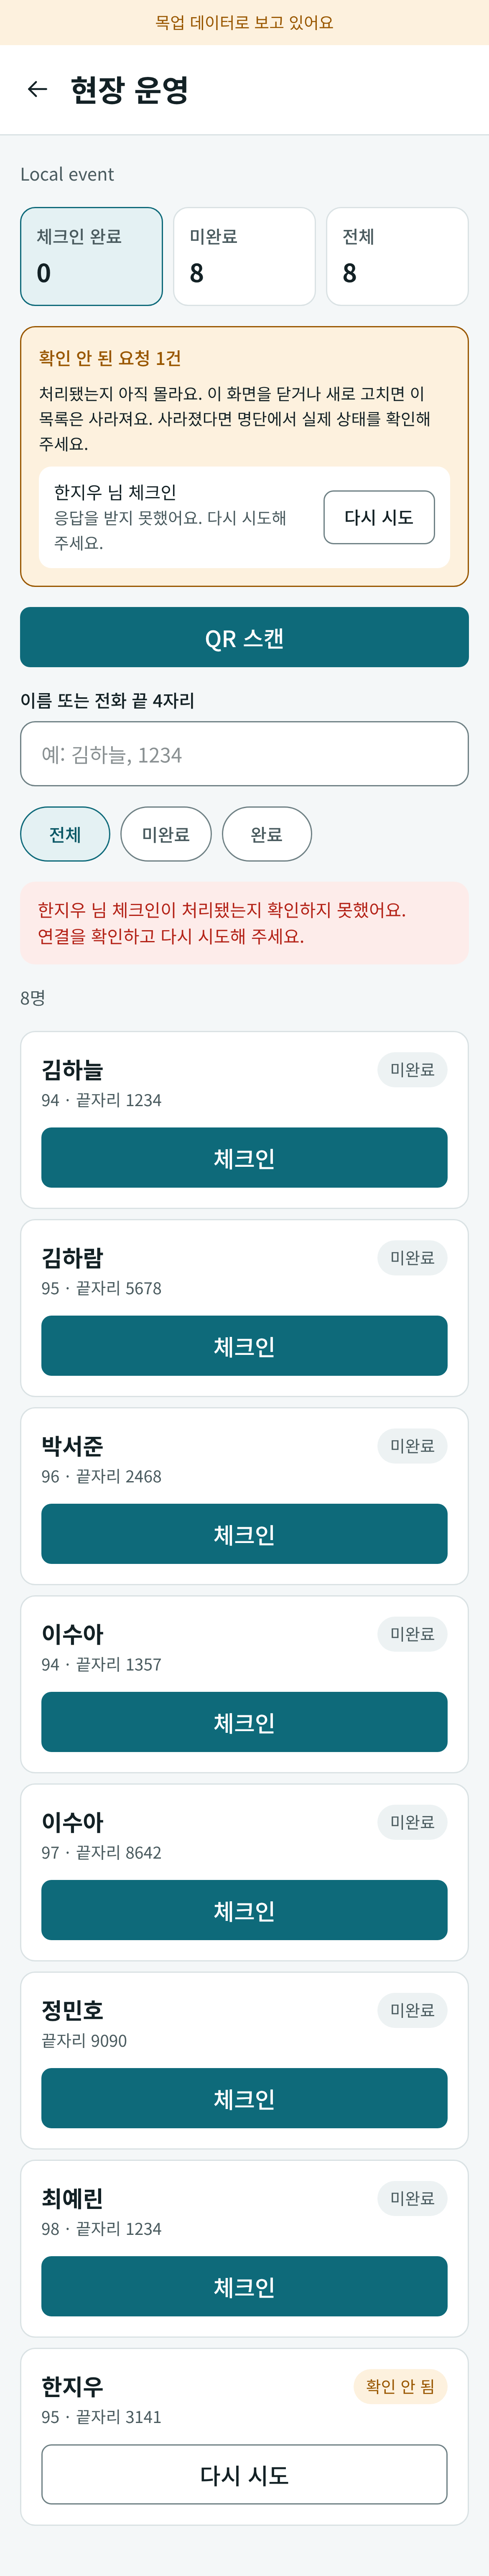 목업 데이터로 보고 있어요
현장 운영
Local event
체크인 완료
0
미완료
8
전체
8
확인 안 된 요청 1건
처리됐는지 아직 몰라요. 이 화면을 닫거나 새로 고치면 이
목록은 사라져요. 사라졌다면 명단에서 실제 상태를 확인해
주세요.
한지우 님 체크인
응답을 받지 못했어요. 다시 시도해
주세요.
다시 시도
QR 스캔
이름 또는 전화 끝 4자리
예: 김하늘, 1234
전체
미완료
완료
한지우 님 체크인이 처리됐는지 확인하지 못했어요.
연결을 확인하고 다시 시도해 주세요.
8명
김하늘
미완료
94 · 끝자리 1234
체크인
김하람
미완료
95 · 끝자리 5678
체크인
박서준
미완료
96 · 끝자리 2468
체크인
이수아
미완료
94 · 끝자리 1357
체크인
이수아
미완료
97 · 끝자리 8642
체크인
정민호
미완료
끝자리 9090
체크인
최예린
미완료
98 · 끝자리 1234
체크인
한지우
확인 안 됨
95 · 끝자리 3141
다시 시도